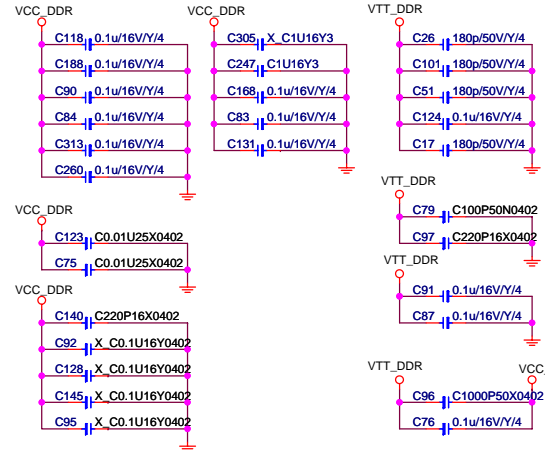 VCC_DDR
C118 0.1u/16V/Y/4
C188 0.1u/16V/Y/4
C90 0.1u/16V/Y/4
C84 0.1u/16V/Y/4
C313 0.1u/16V/Y/4
C260 0.1u/16V/Y/4
VCC_DDR
C305 X_C1U16Y3
C247 C1U16Y3
C168 0.1u/16V/Y/4
C83 0.1u/16V/Y/4
C131 0.1u/16V/Y/4
VTT_DDR
C26 180p/50V/Y/4
C101 180p/50V/Y/4
C51 180p/50V/Y/4
C124 0.1u/16V/Y/4
C17 180p/50V/Y/4
VCC_DDR
C123 C0.01U25X0402
C75 C0.01U25X0402
VTT_DDR
C79 C100P50N0402
C97 C220P16X0402
VTT_DDR
C91 0.1u/16V/Y/4
C87 0.1u/16V/Y/4
VCC_DDR
C140 C220P16X0402
C92 X_C0.1U16Y0402
C128 X_C0.1U16Y0402
C145 X_C0.1U16Y0402
C95 X_C0.1U16Y0402
VTT_DDR
VCC_
C96 C1000P50X0402
C76 0.1u/16V/Y/4